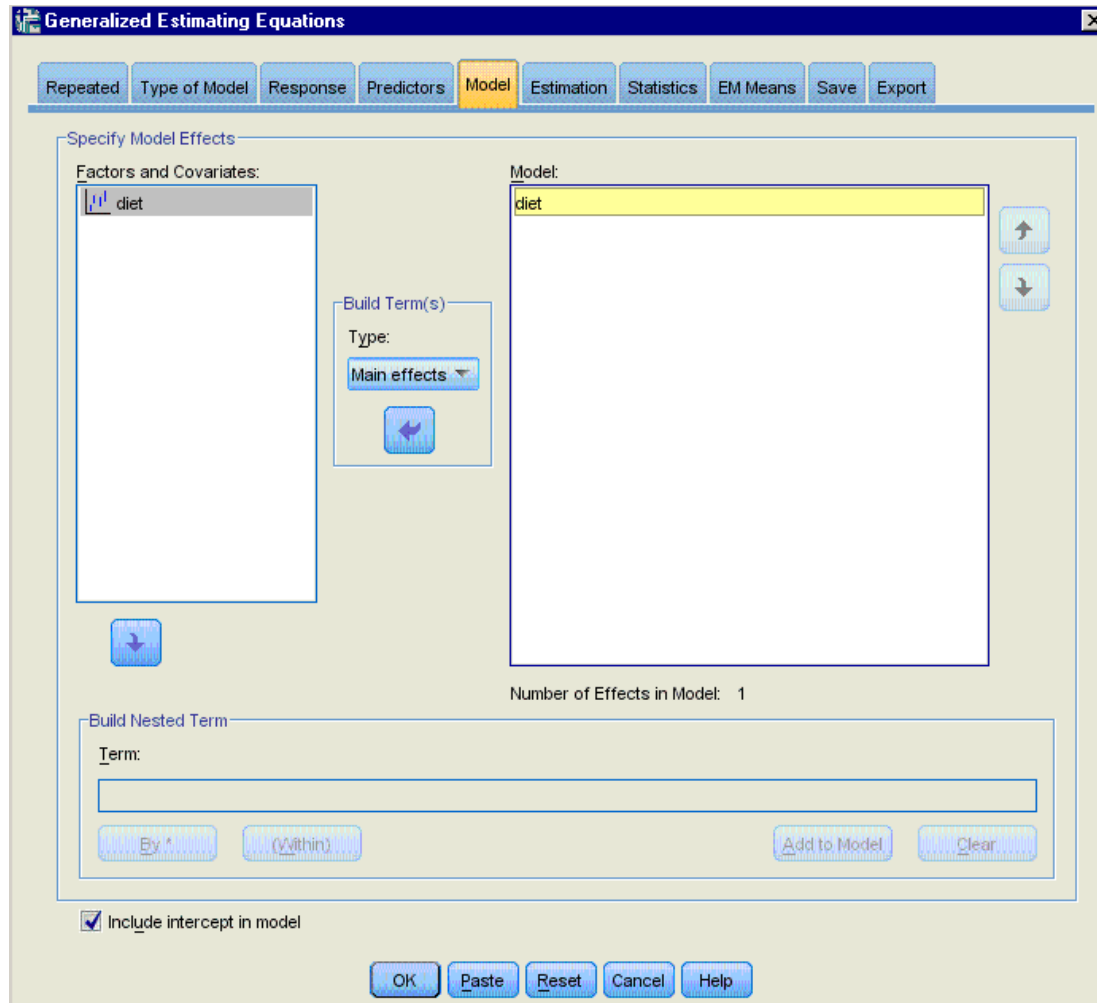 Generalized Estimating Equations
Repeated Type of Model Response Predictors Model Estimation Statistics EM Means Save Export
Specify Model Effects
Factors and Covariates:
Model:
diet
diet
Build Term(s)
Type:
Main effects
Number of Effects in Model: 1
Build Nested Term
Term:
By * (Within) Add to Model Clear
Include intercept in model
OK Paste Reset Cancel Help